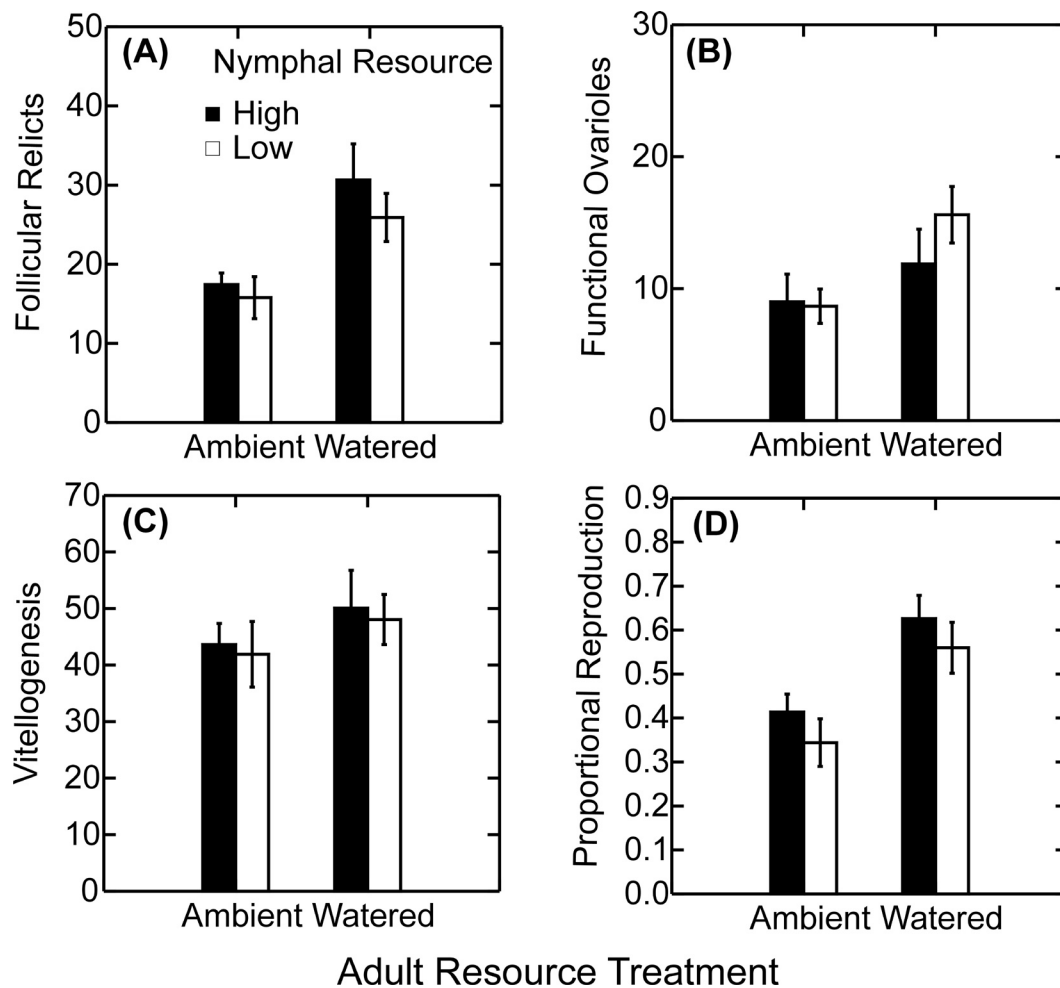 (A)
Nymphal Resource
High
Low
Follicular Relicts
50
40
30
20
10
0
Ambient Watered
(B)
Functional Ovarioles
30
20
10
0
Ambient Watered
(C)
Vitellogenesis
70
60
50
40
30
20
10
0
Ambient Watered
(D)
Proportional Reproduction
0.9
0.8
0.7
0.6
0.5
0.4
0.3
0.2
0.1
0.0
Ambient Watered
Adult Resource Treatment